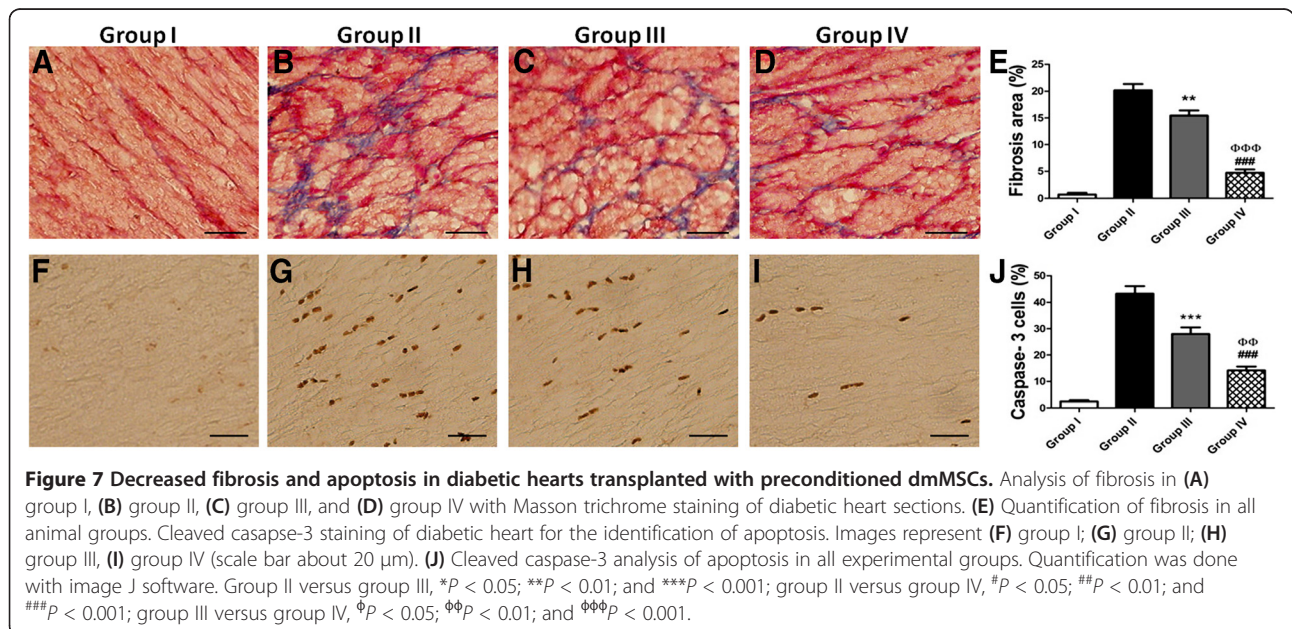 Group I
Group II
Group III
Group IV
A
B
C
D
E
Fibrosis area (%)
25
20
15
10
5
0
**
ΦΦΦ
###
Group I
Group II
Group III
Group IV
F
G
H
I
J
Caspase- 3 cells (%)
50
40
30
20
10
0
***
ΦΦ
###
Group I
Group II
Group III
Group IV
Figure 7 Decreased fibrosis and apoptosis in diabetic hearts transplanted with preconditioned dmMSCs. Analysis of fibrosis in (A)
group I, (B) group II, (C) group III, and (D) group IV with Masson trichrome staining of diabetic heart sections. (E) Quantification of fibrosis in all
animal groups. Cleaved casapse-3 staining of diabetic heart for the identification of apoptosis. Images represent (F) group I; (G) group II; (H)
group III, (I) group IV (scale bar about 20 μm). (J) Cleaved caspase-3 analysis of apoptosis in all experimental groups. Quantification was done
with image J software. Group II versus group III, *P < 0.05; **P < 0.01; and ***P < 0.001; group II versus group IV, #P < 0.05; ##P < 0.01; and
###P < 0.001; group III versus group IV, ϕP < 0.05; ϕϕP < 0.01; and ϕϕϕP < 0.001.